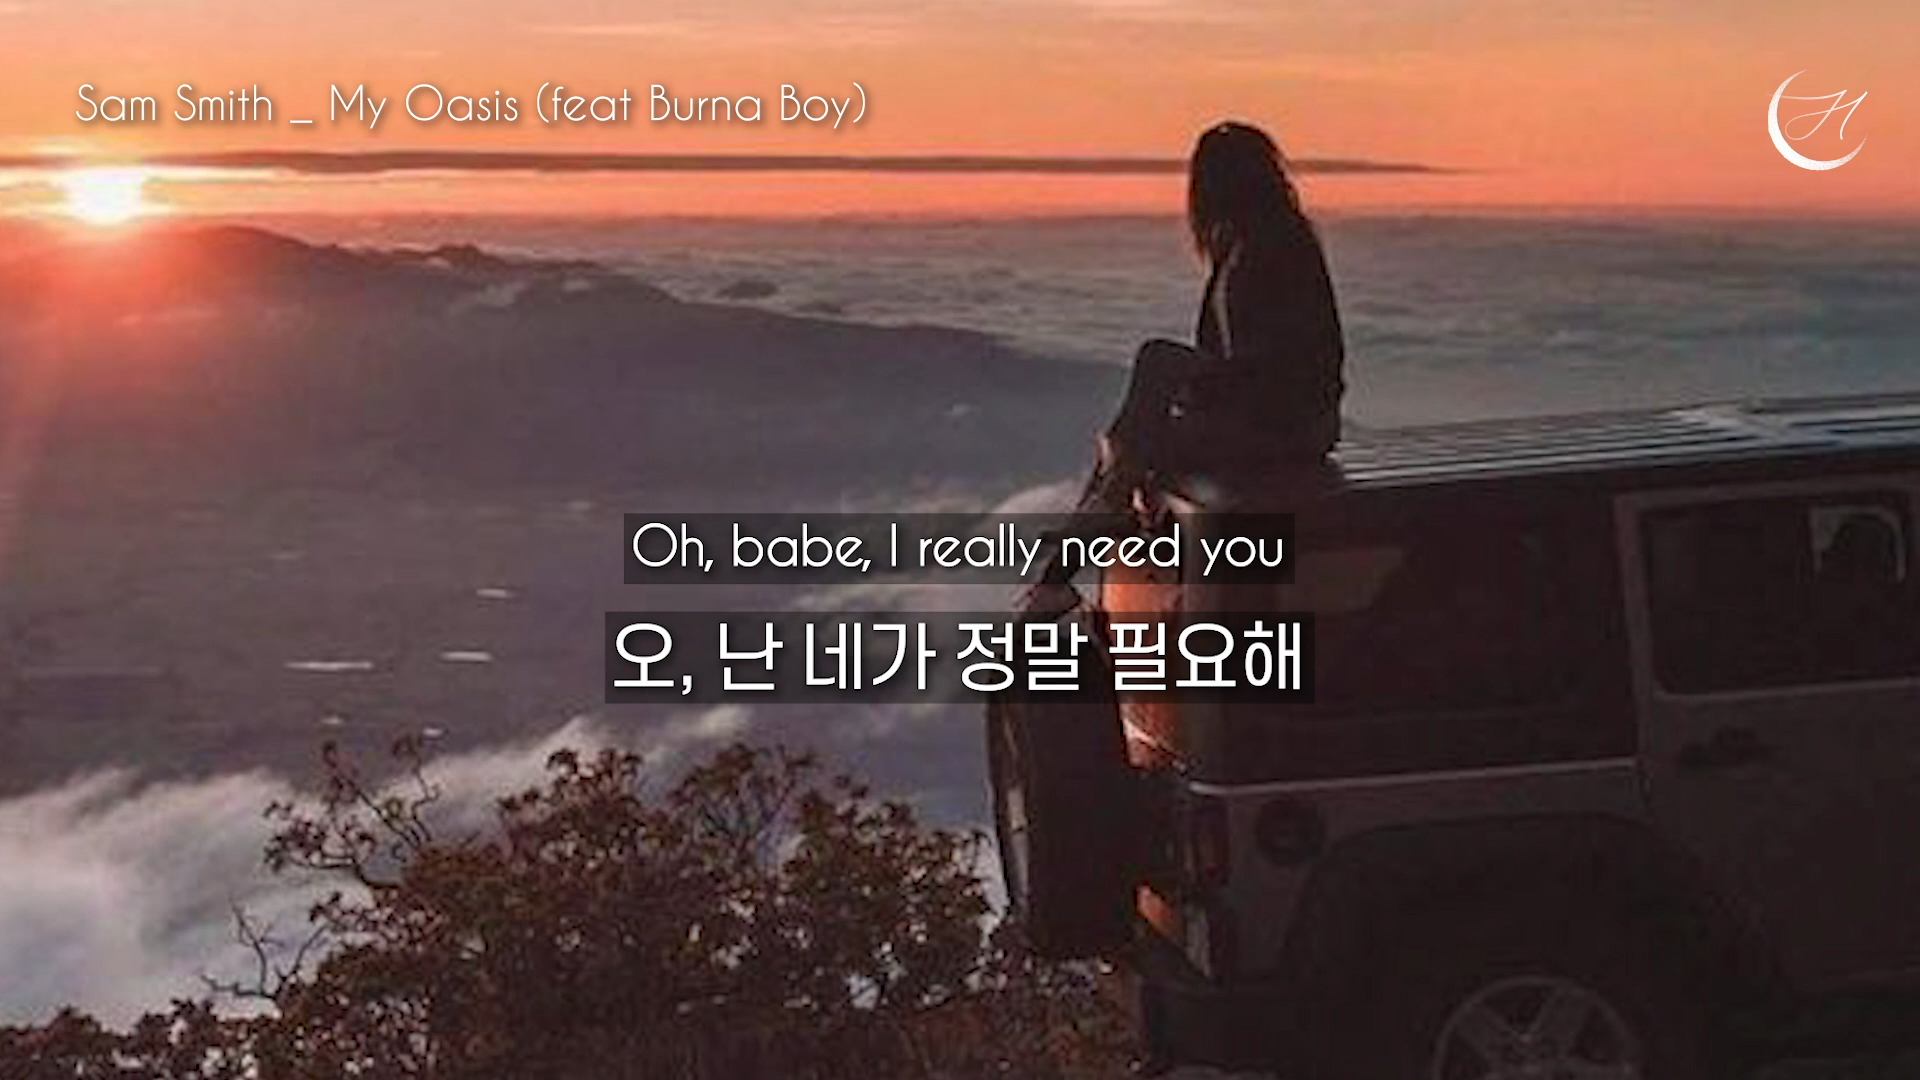 Sam Smith _ My Oasis (feat Burna Boy)
H
Oh, babe, I really need you
오, 난 네가 정말 필요해